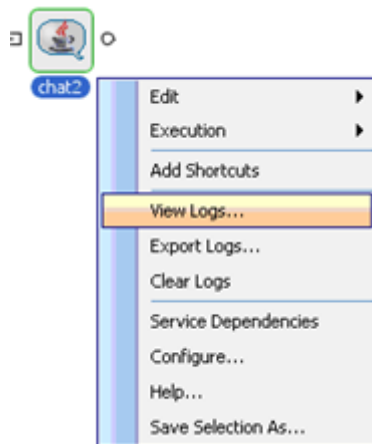 chat2
Edit
Execution
Add Shortcuts
View Logs...
Export Logs...
Clear Logs
Service Dependencies
Configure...
Help...
Save Selection As...